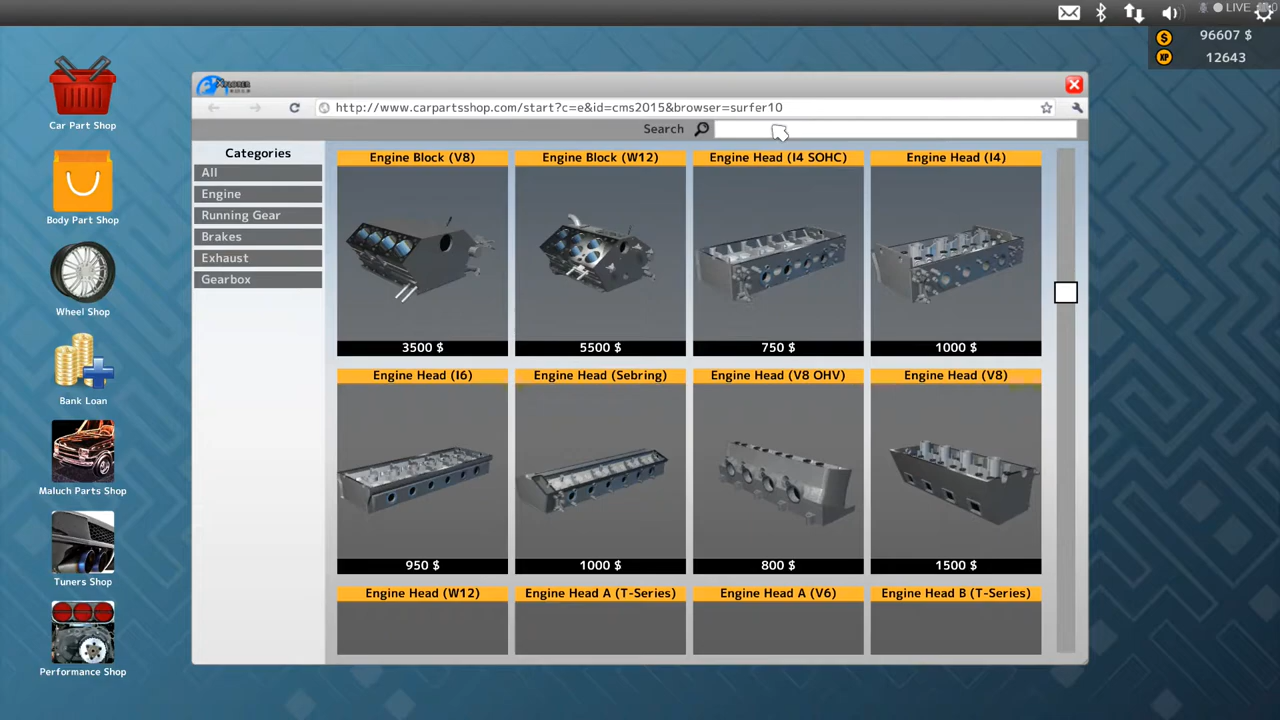 LIVE
96607 $
12643
Car Part Shop
Body Part Shop
Wheel Shop
Bank Loan
Maluch Parts Shop
Tuners Shop
Performance Shop
http://www.carpartsshop.com/start?c=e&id=cms2015&browser=surfer10
Search
Categories
All
Engine
Running Gear
Brakes
Exhaust
Gearbox
Engine Block (V8)
Engine Block (W12)
Engine Head (I4 SOHC)
Engine Head (I4)
3500 $
5500 $
750 $
1000 $
Engine Head (I6)
Engine Head (Sebring)
Engine Head (V8 OHV)
Engine Head (V8)
950 $
1000 $
800 $
1500 $
Engine Head (W12)
Engine Head A (T-Series)
Engine Head A (V6)
Engine Head B (T-Series)